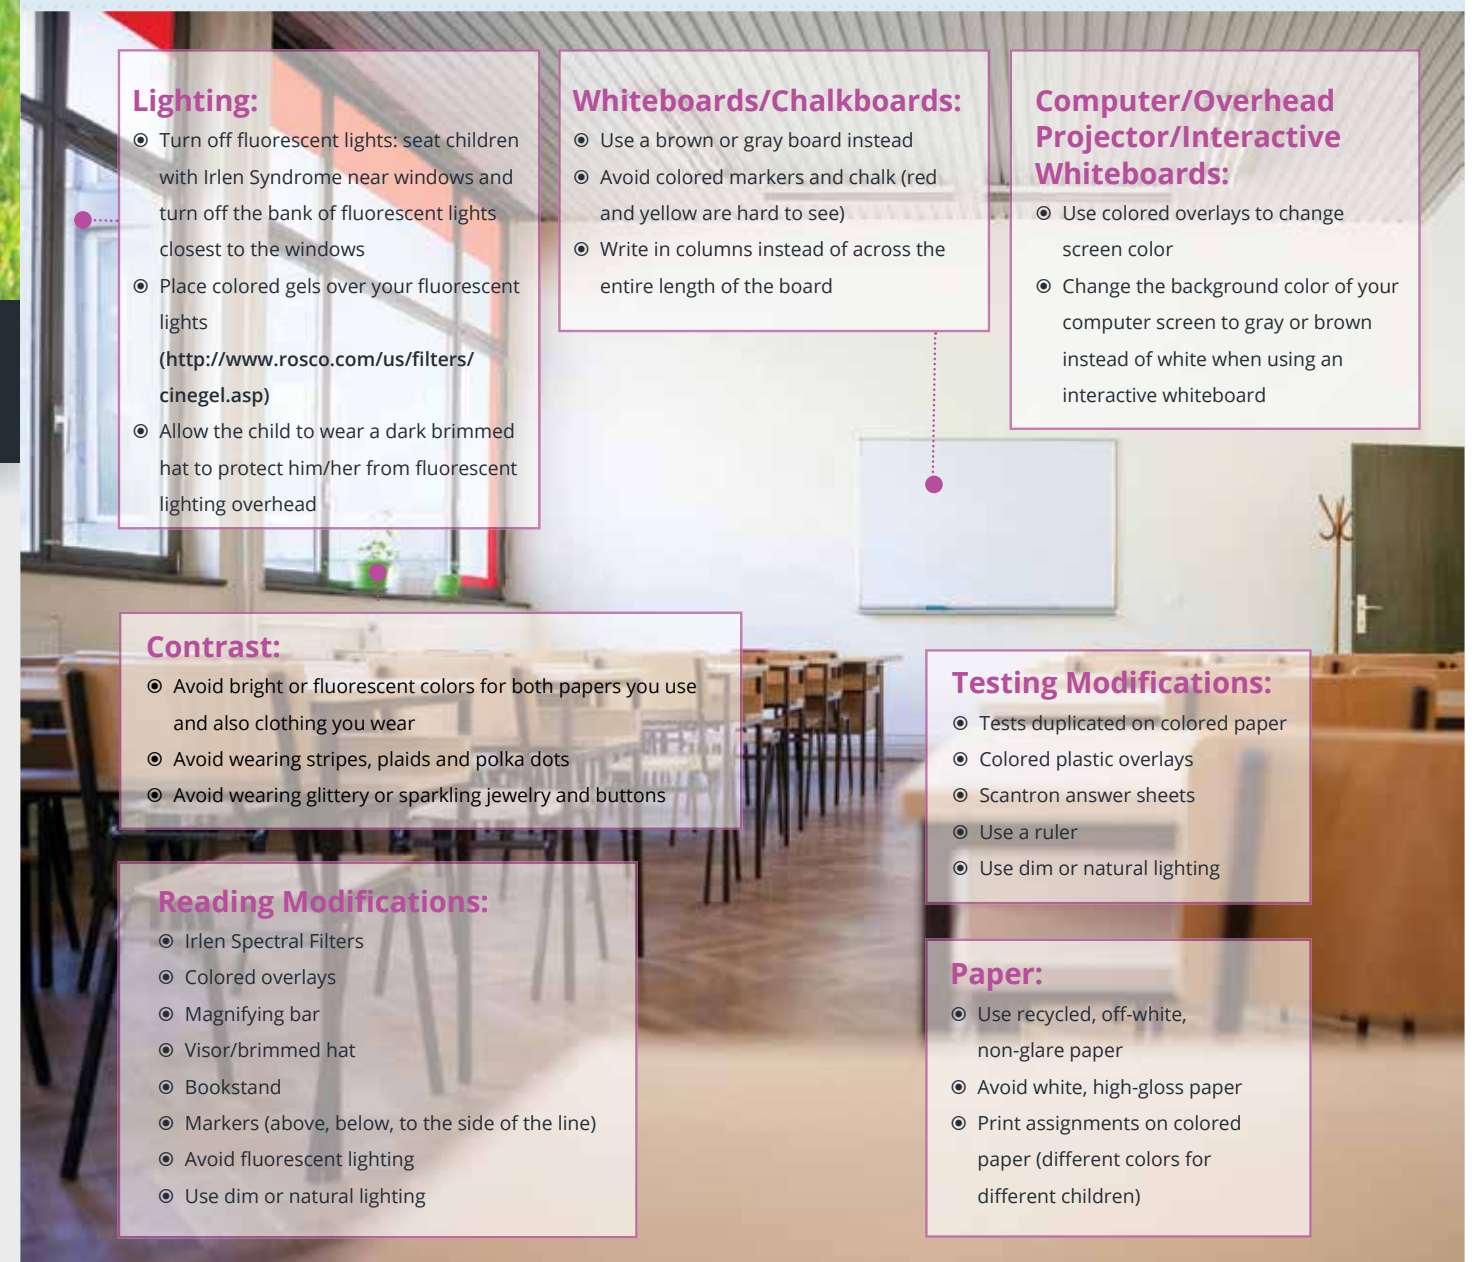 Lighting:
Turn off fluorescent lights: seat children
with Irlen Syndrome near windows and
turn off the bank of fluorescent lights
closest to the windows
Place colored gels over your fluorescent
lights
(http://www.rosco.com/us/filters/
cinegel.asp)
Allow the child to wear a dark brimmed
hat to protect him/her from fluorescent
lighting overhead
Whiteboards/Chalkboards:
Use a brown or gray board instead
Avoid colored markers and chalk (red
and yellow are hard to see)
Write in columns instead of across the
entire length of the board
Computer/Overhead
Projector/Interactive
Whiteboards:
Use colored overlays to change
screen color
Change the background color of your
computer screen to gray or brown
instead of white when using an
interactive whiteboard
Contrast:
Avoid bright or fluorescent colors for both papers you use
and also clothing you wear
Avoid wearing stripes, plaids and polka dots
Avoid wearing glittery or sparkling jewelry and buttons
Testing Modifications:
Tests duplicated on colored paper
Colored plastic overlays
Scantron answer sheets
Use a ruler
Use dim or natural lighting
Reading Modifications:
Irlen Spectral Filters
Colored overlays
Magnifying bar
Visor/brimmed hat
Bookstand
Markers (above, below, to the side of the line)
Avoid fluorescent lighting
Use dim or natural lighting
Paper:
Use recycled, off-white,
non-glare paper
Avoid white, high-gloss paper
Print assignments on colored
paper (different colors for
different children)